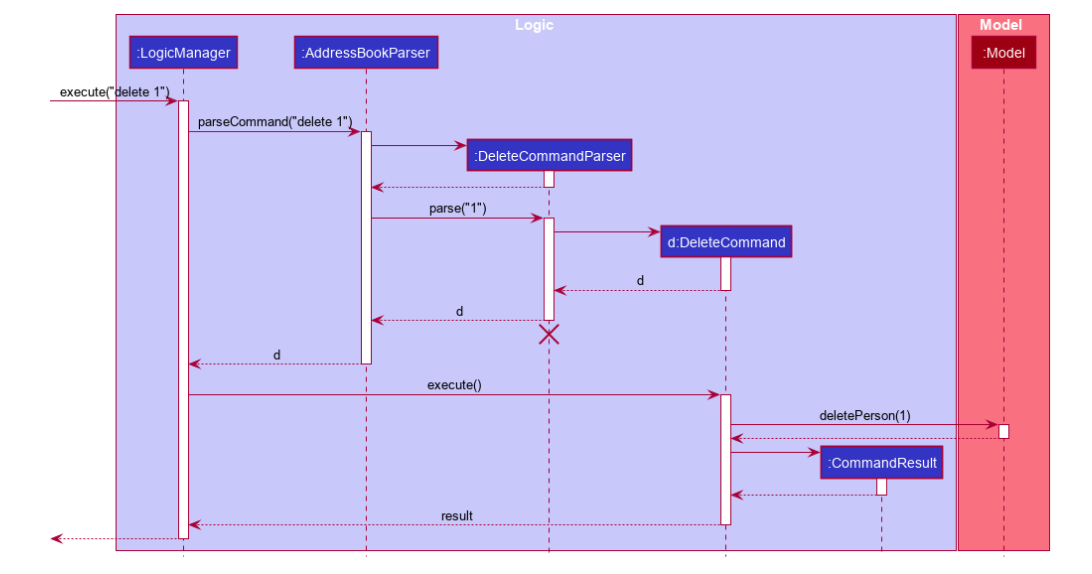 Logic
Model
:LogicManager
:AddressBookParser
:Model
execute("delete 1")
parseCommand("delete 1")
:DeleteCommandParser
parse("1")
d:DeleteCommand
d
d
d
execute()
deletePerson(1)
:CommandResult
result